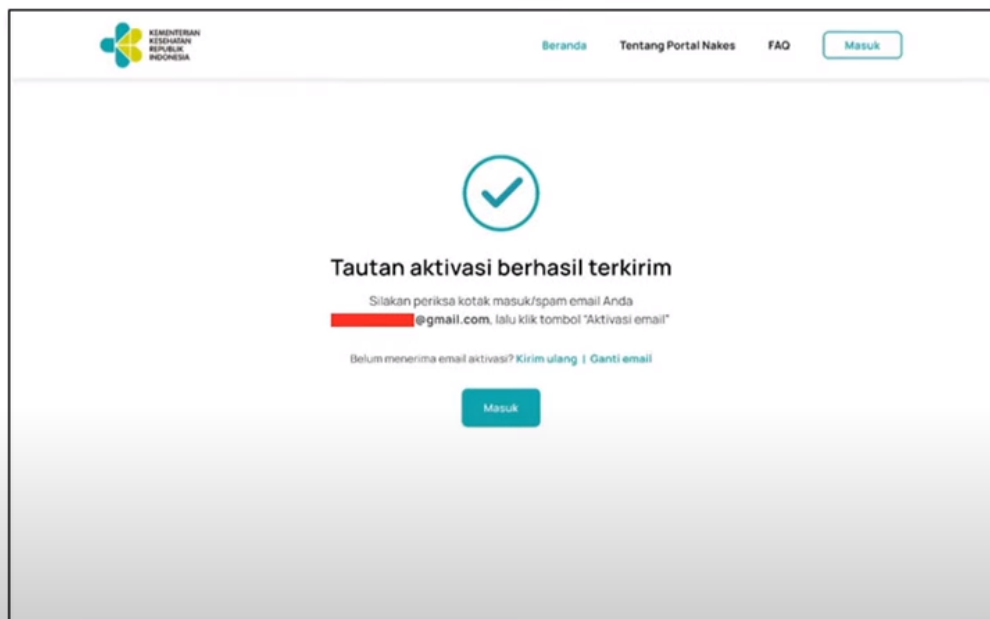 KEMENTERIAN
KESEHATAN
REPUBLIK
INDONESIA
Beranda Tentang Portal Nakes FAQ Masuk
Tautan aktivasi berhasil terkirim
Silakan periksa kotak masuk/spam email Anda
@gmail.com, lalu klik tombol "Aktivasi email"
Belum menerima email aktivasi? Kirim ulang | Ganti email
Masuk